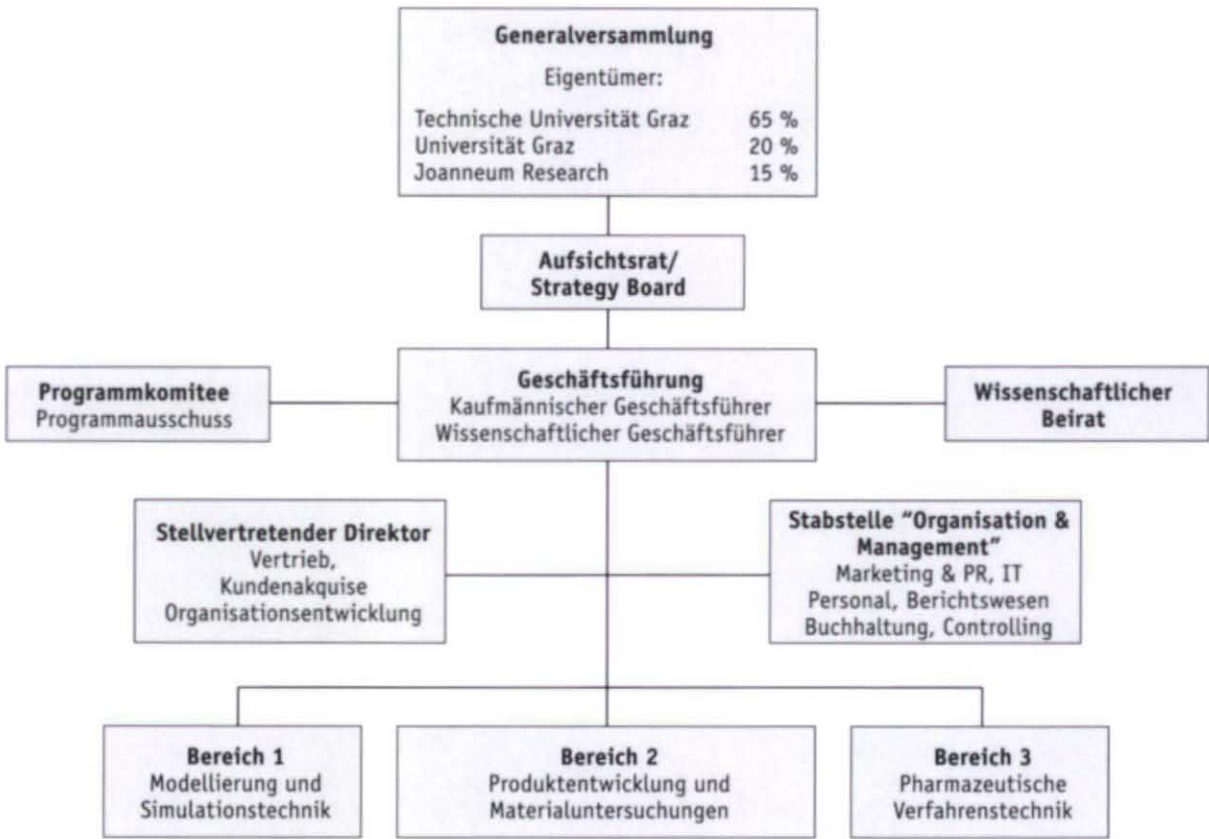 Generalversammlung
Eigentümer:
Technische Universität Graz 65 %
Universität Graz 20 %
Joanneum Research 15 %
Aufsichtsrat/
Strategy Board
Programmkomitee
Programmausschuss
Geschäftsführung
Kaufmännischer Geschäftsführer
Wissenschaftlicher Geschäftsführer
Wissenschaftlicher
Beirat
Stellvertretender Direktor
Vertrieb,
Kundenakquise
Organisationsentwicklung
Stabstelle "Organisation &
Management"
Marketing & PR, IT
Personal, Berichtswesen
Buchhaltung, Controlling
Bereich 1
Modellierung und
Simulationstechnik
Bereich 2
Produktentwicklung und
Materialuntersuchungen
Bereich 3
Pharmazeutische
Verfahrenstechnik